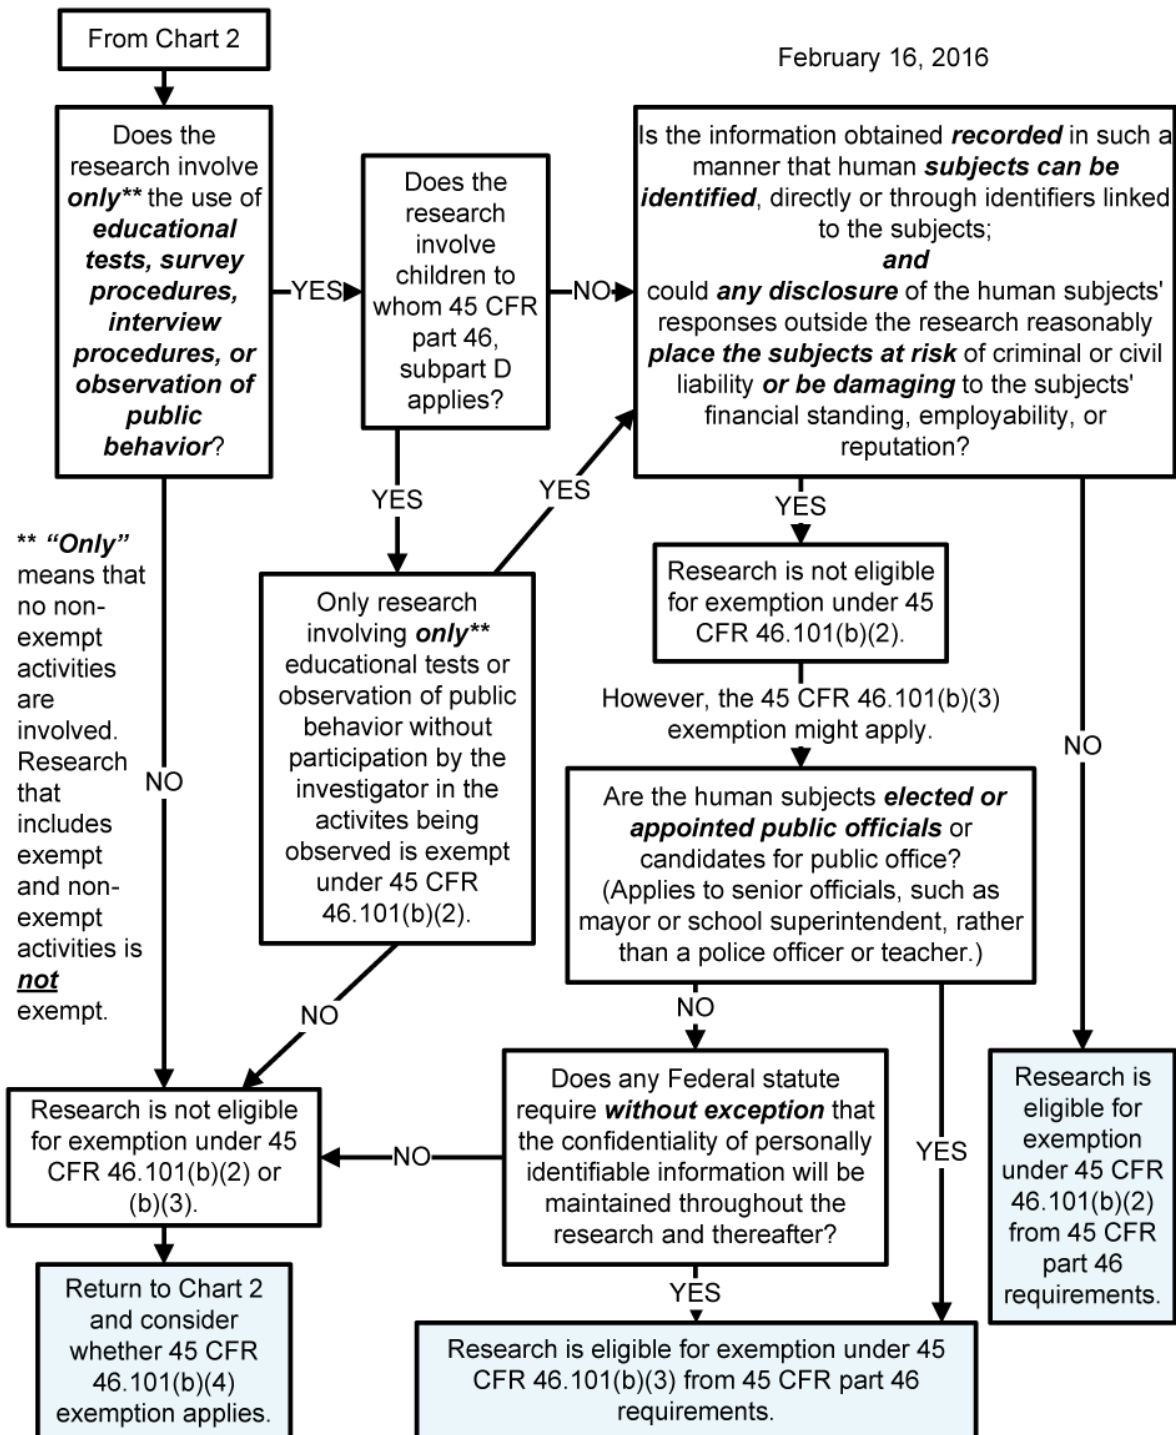 From Chart 2
February 16, 2016
Does the
research involve
only** the use of
educational
tests, survey
procedures,
interview
procedures, or
observation of
public
behavior?
YES
Does the
research
involve
children to
whom 45 CFR
part 46,
subpart D
applies?
NO
Is the information obtained recorded in such a
manner that human subjects can be
identified, directly or through identifiers linked
to the subjects;
and
could any disclosure of the human subjects'
responses outside the research reasonably
place the subjects at risk of criminal or civil
liability or be damaging to the subjects'
financial standing, employability, or
reputation?
YES
YES
YES
** “Only”
means that
no non-
exempt
activities
are
involved.
Research
that
includes
exempt
and non-
exempt
activities is
not
exempt.
NO
Only research
involving only**
educational tests or
observation of public
behavior without
participation by the
investigator in the
activites being
observed is exempt
under 45 CFR
46.101(b)(2).
Research is not eligible
for exemption under 45
CFR 46.101(b)(2).
However, the 45 CFR 46.101(b)(3)
exemption might apply.
NO
Are the human subjects elected or
appointed public officials or
candidates for public office?
(Applies to senior officials, such as
mayor or school superintendent, rather
than a police officer or teacher.)
NO
NO
Research is not eligible
for exemption under 45
CFR 46.101(b)(2) or
(b)(3).
NO
Does any Federal statute
require without exception that
the confidentiality of personally
identifiable information will be
maintained throughout the
research and thereafter?
YES
Research is
eligible for
exemption
under 45 CFR
46.101(b)(2)
from 45 CFR
part 46
requirements.
YES
Return to Chart 2
and consider
whether 45 CFR
46.101(b)(4)
exemption applies.
Research is eligible for exemption under 45
CFR 46.101(b)(3) from 45 CFR part 46
requirements.